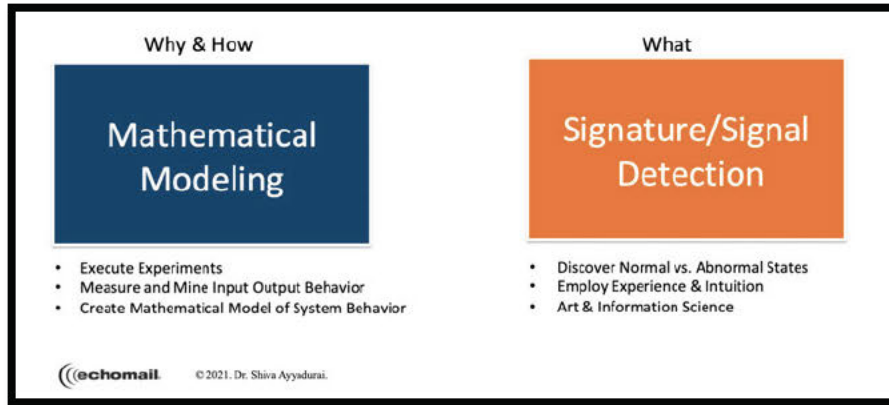 Why & How
Mathematical
Modeling
• Execute Experiments
• Measure and Mine Input Output Behavior
• Create Mathematical Model of System Behavior
What
Signature/Signal
Detection
• Discover Normal vs. Abnormal States
• Employ Experience & Intuition
• Art & Information Science
echomail © 2021. Dr. Shiva Ayyadurai.